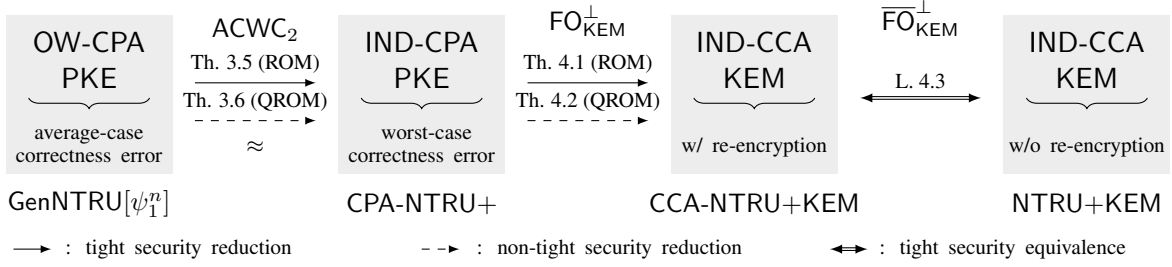 OW-CPA
PKE
average-case
correctness error
GenNTRU[ψ₁ⁿ]
ACWC₂
Th. 3.5 (ROM)
Th. 3.6 (QROM)
≈
IND-CPA
PKE
worst-case
correctness error
CPA-NTRU+
FO^⊥_KEM
Th. 4.1 (ROM)
Th. 4.2 (QROM)
IND-CCA
KEM
w/ re-encryption
CCA-NTRU+KEM
F̅O̅^⊥_KEM
L. 4.3
IND-CCA
KEM
w/o re-encryption
NTRU+KEM
: tight security reduction
: non-tight security reduction
: tight security equivalence